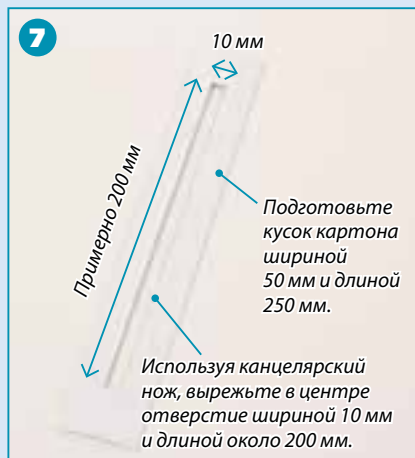 7
10 мм
Примерно 200 мм
Подготовьте
кусок картона
шириной
50 мм и длиной
250 мм.
Используя канцелярский
нож, вырежьте в центре
отверстие шириной 10 мм
и длиной около 200 мм.